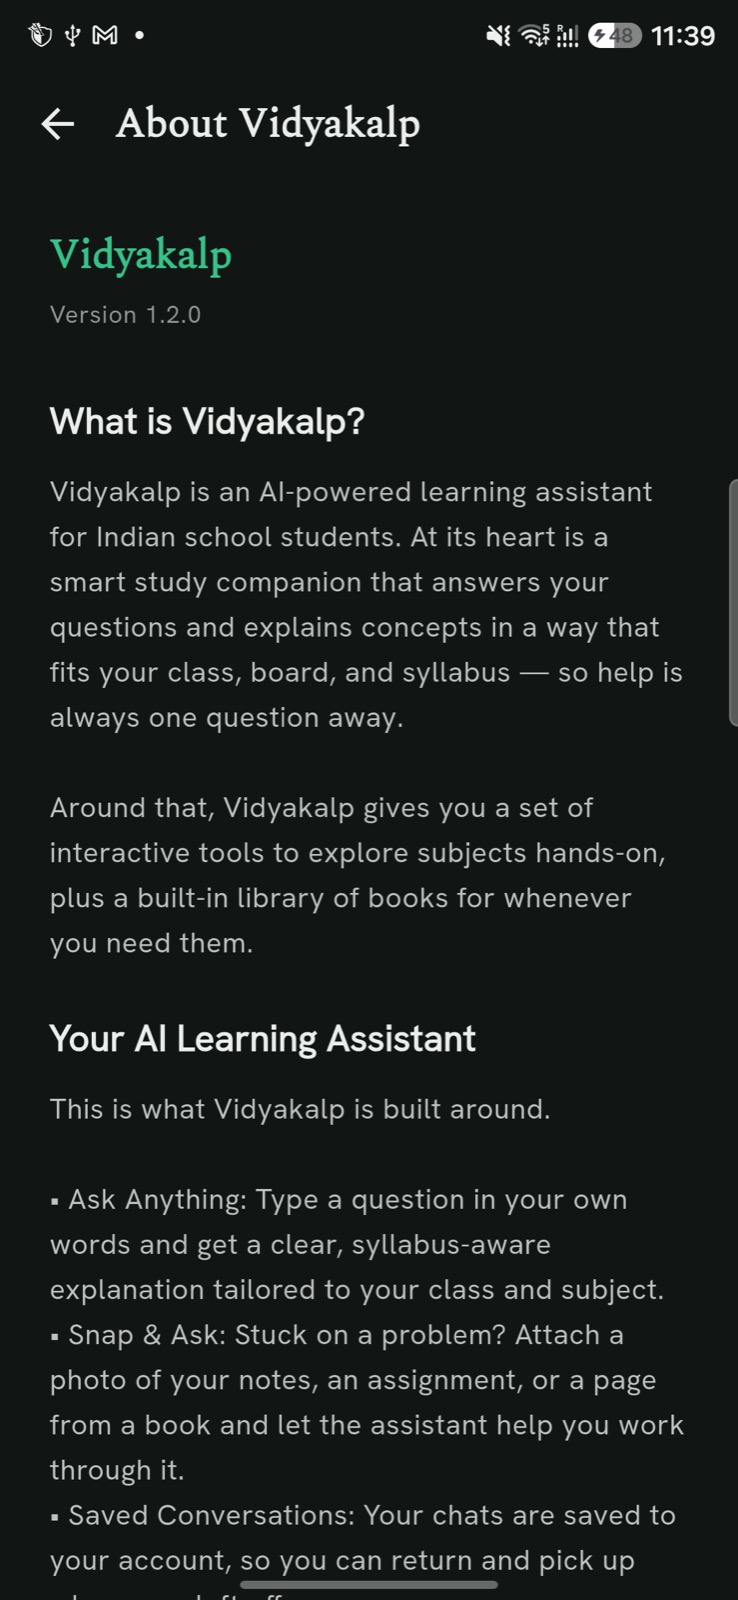 48 11:39
About Vidyakalp
Vidyakalp
Version 1.2.0
What is Vidyakalp?
Vidyakalp is an AI-powered learning assistant
for Indian school students. At its heart is a
smart study companion that answers your
questions and explains concepts in a way that
fits your class, board, and syllabus — so help is
always one question away.
Around that, Vidyakalp gives you a set of
interactive tools to explore subjects hands-on,
plus a built-in library of books for whenever
you need them.
Your AI Learning Assistant
This is what Vidyakalp is built around.
▪ Ask Anything: Type a question in your own
words and get a clear, syllabus-aware
explanation tailored to your class and subject.
▪ Snap & Ask: Stuck on a problem? Attach a
photo of your notes, an assignment, or a page
from a book and let the assistant help you work
through it.
▪ Saved Conversations: Your chats are saved to
your account, so you can return and pick up